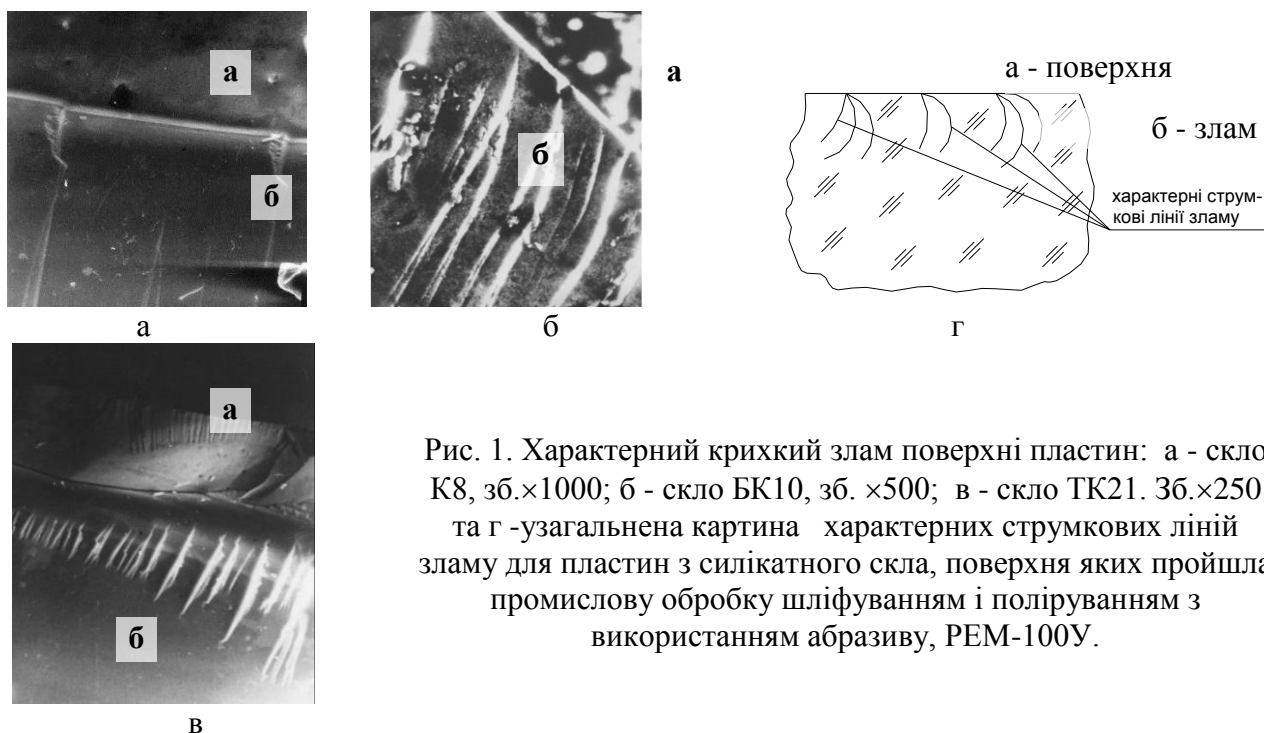 а
б
а
б
б
а
а - поверхня
б - злам
характерні струм-
кові лінії зламу
г
а
б
в
Рис. 1. Характерний крихкий злам поверхні пластин: а - скло
К8, зб.×1000; б - скло БК10, зб. ×500; в - скло ТК21. Зб.×250
та г -узагальнена картина характерних струмкових ліній
зламу для пластин з силікатного скла, поверхня яких пройшла
промислову обробку шліфуванням і поліруванням з
використанням абразиву, РЕМ-100У.